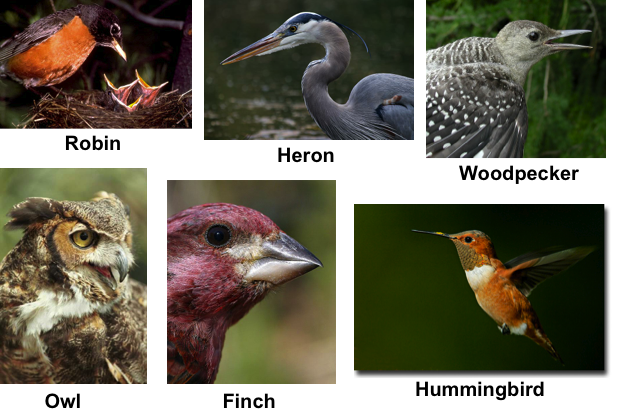 Robin
Heron
Woodpecker
Owl
Finch
Hummingbird